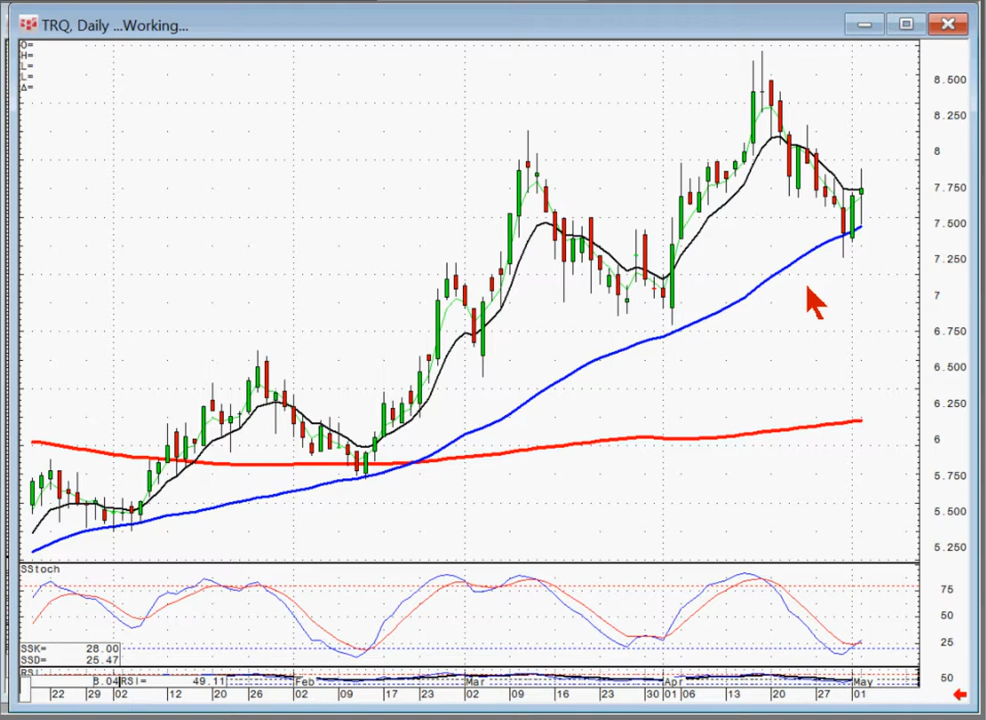 TRQ, Daily ...Working...
O=
H=
L=
L=
Δ=
8.500
8.250
8
7.750
7.500
7.250
7
6.750
6.500
6.250
6
5.750
5.500
5.250
SStoch
75
50
25
SSK= 28.00
SSD= 25.47
RSI= 49.11
50
22 29 02 12 20 26 Feb 02 09 17 23 Mar 02 09 16 23 30 Apr 01 06 13 20 27 May 01